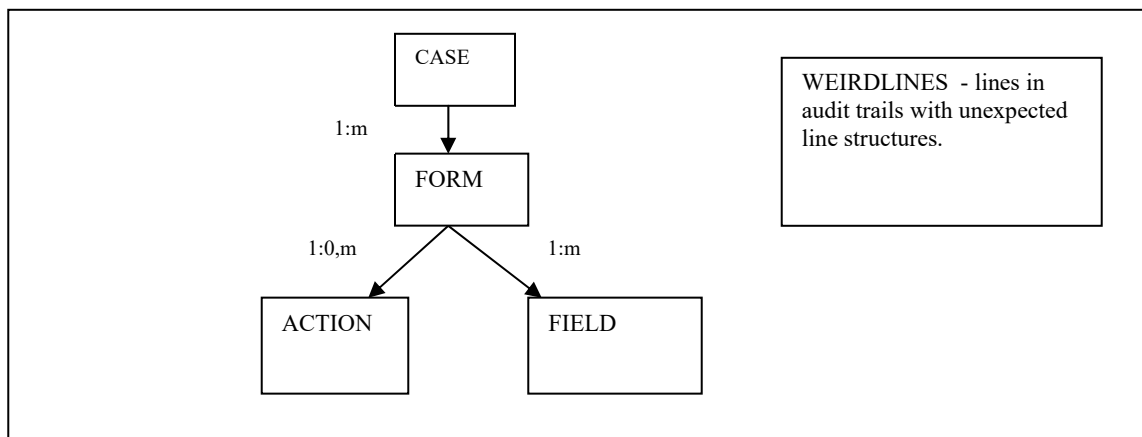 CASE
WEIRDLINES - lines in
audit trails with unexpected
line structures.
1:m
FORM
1:0,m
1:m
ACTION
FIELD